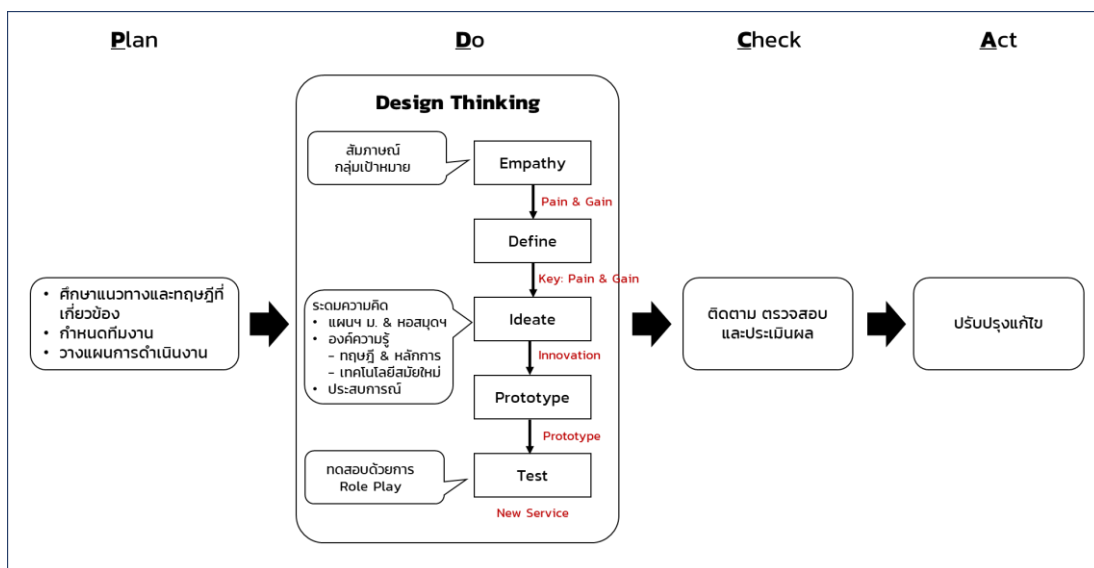 Plan
Do
Check
Act
Design Thinking
สัมภาษณ์
กลุ่มเป้าหมาย
Empathy
Pain & Gain
Define
Key: Pain & Gain
• ศึกษาแนวทางและทฤษฎีที่
เกี่ยวข้อง
• กำหนดทีมงาน
• วางแผนการดำเนินงาน
ระดมความคิด
• แผนฯ ม. & หอสมุดฯ
• องค์ความรู้
- ทฤษฎี & หลักการ
- เทคโนโลยีสมัยใหม่
• ประสบการณ์
Ideate
Innovation
Prototype
Prototype
ทดสอบด้วยการ
Role Play
Test
New Service
ติดตาม ตรวจสอบ
และประเมินผล
ปรับปรุงแก้ไข